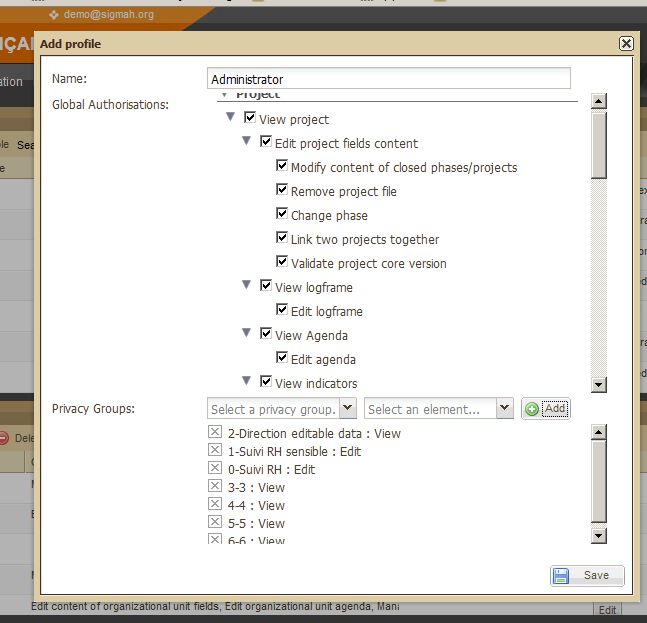 demo@sigmah.org
Add profile
ation
Name: Administrator
Global Authorisations:
Project
View project
Edit project fields content
Modify content of closed phases/projects
Remove project file
Change phase
Link two projects together
Validate project core version
View logframe
Edit logframe
View Agenda
Edit agenda
View indicators
Privacy Groups: Select a privacy group. Select an element... Add
2-Direction editable data : View
1-Suivi RH sensible : Edit
0-Suivi RH : Edit
3-3 : View
4-4 : View
5-5 : View
6-6 : View
Save
Edit content of organizational unit fields, Edit organizational unit agenda, Mana
Edit